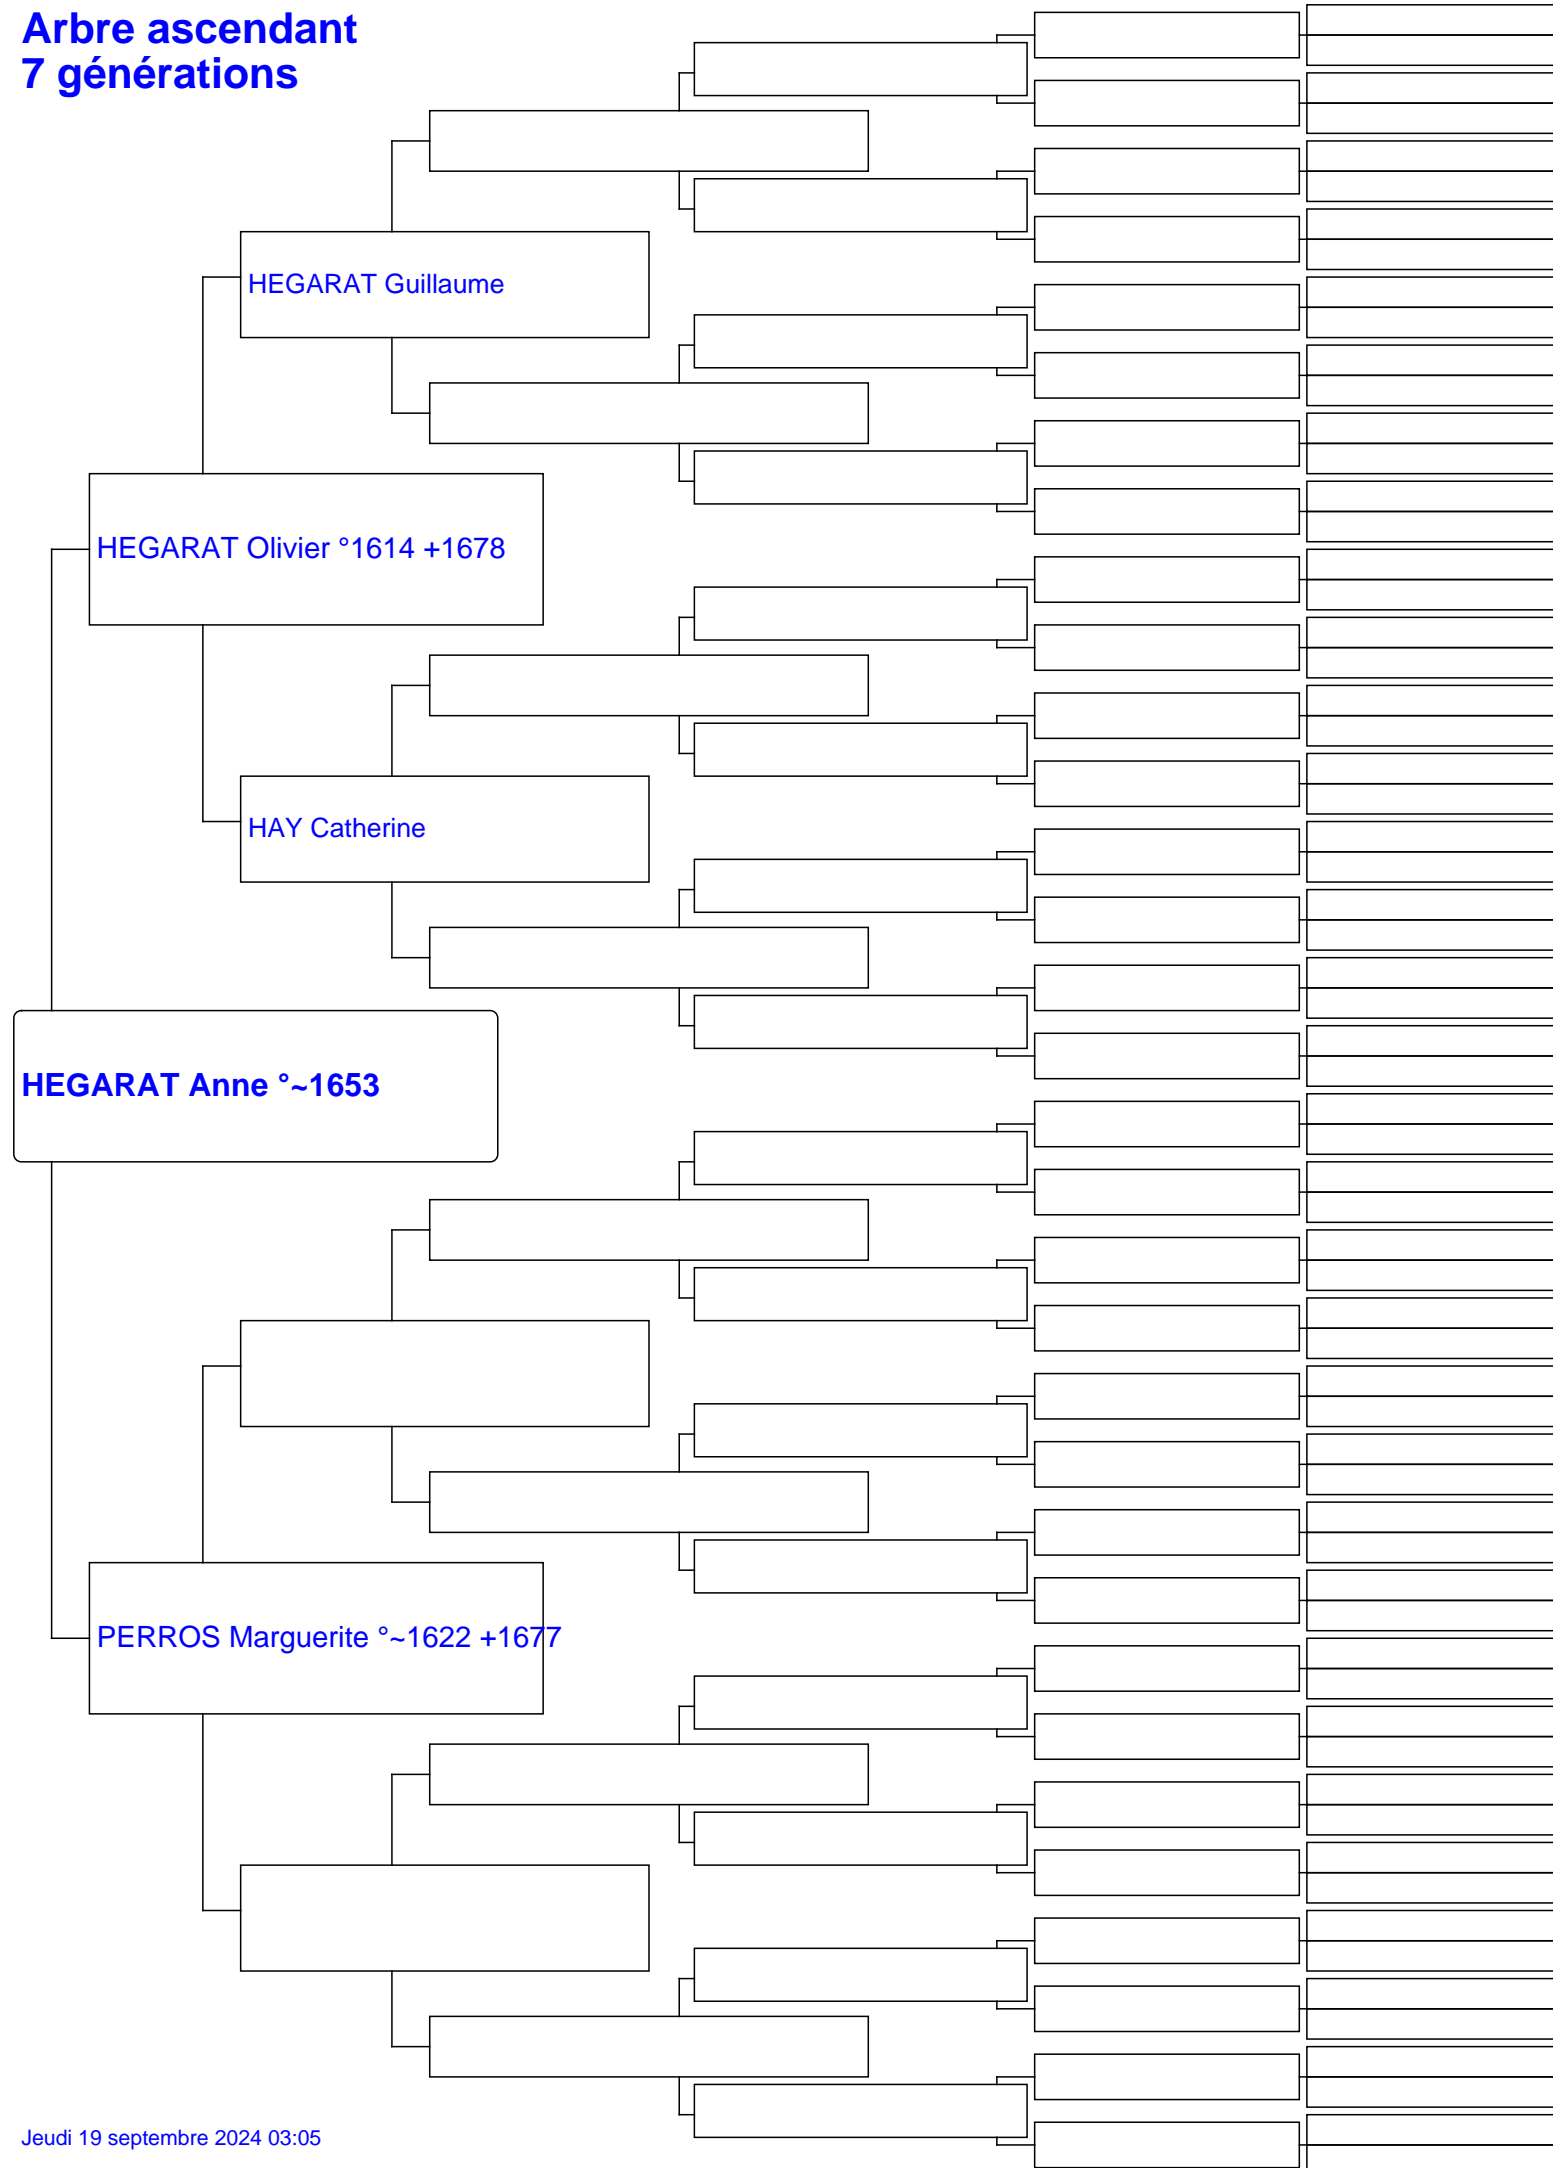 Arbre ascendant
7 générations
HEGARAT Guillaume
HEGARAT Olivier °1614 +1678
HAY Catherine
HEGARAT Anne °~1653
PERROS Marguerite °~1622 +1677
Jeudi 19 septembre 2024 03:05